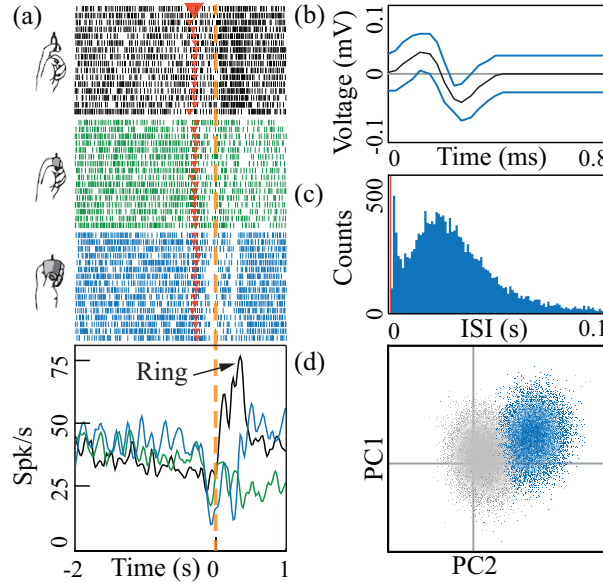 (a)
(b)
0.1
0
-0.1
Voltage (mV)
0
Time (ms)
0.8
(c)
500
Counts
0
ISI (s)
0.1
75
50
25
0
Spk/s
Ring
-2
Time (s)
0
1
(d)
PC1
PC2